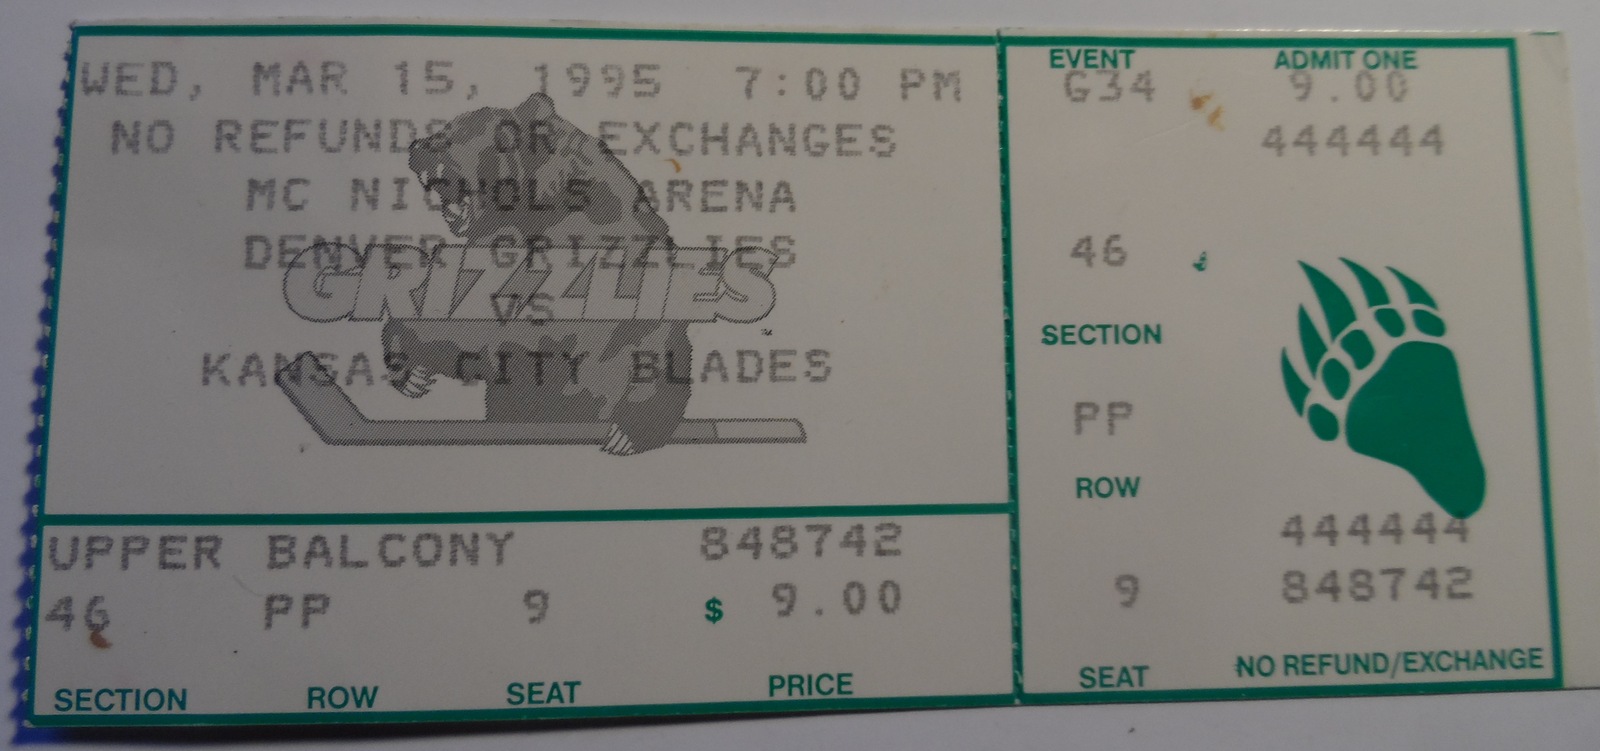 WED, MAR 15, 1995 7:00 PM
NO REFUNDS OR EXCHANGES
MC NICHOLS ARENA
DENVER GRIZZLIES
GRIZZLIES
VS
KANSAS CITY BLADES
UPPER BALCONY 848742
46 PP 9 $ 9.00
SECTION ROW SEAT PRICE
EVENT ADMIT ONE
G34 9.00
444444
46
SECTION
PP
ROW
444444
9 848742
SEAT NO REFUND/EXCHANGE